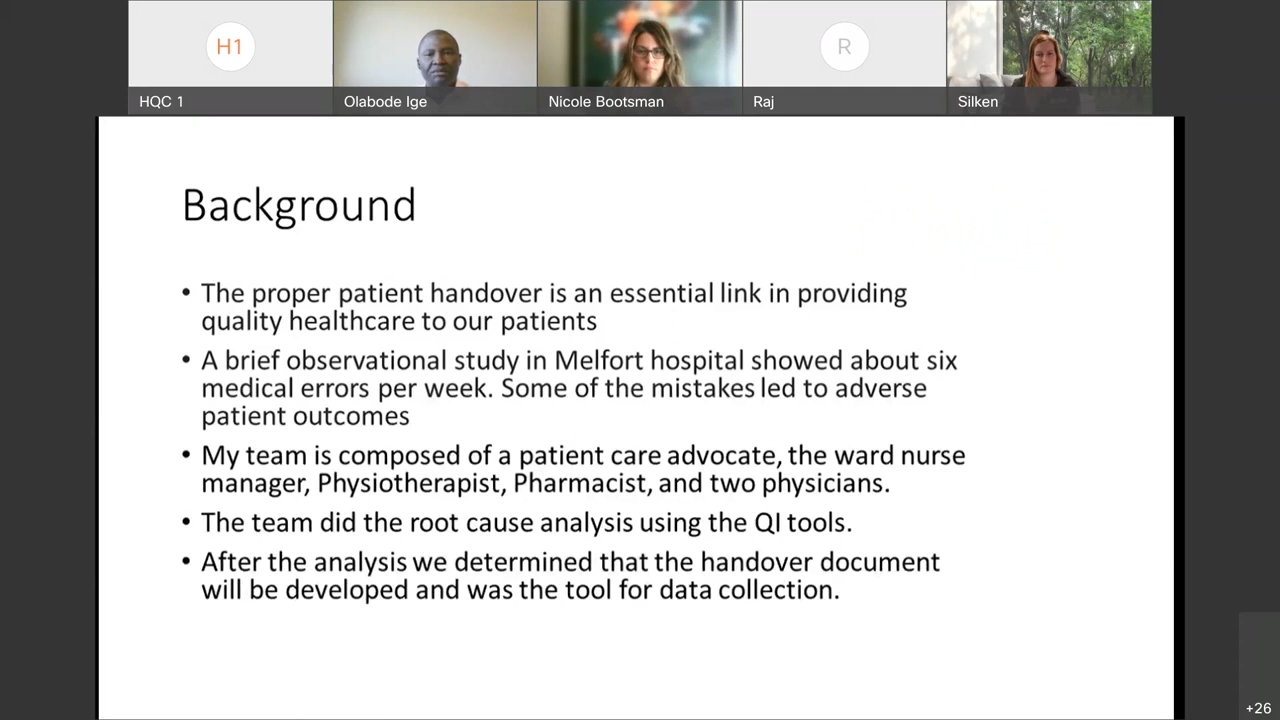 H1
R
HQC 1
Olabode Ige
Nicole Bootsman
Raj
Silken
Background
• The proper patient handover is an essential link in providing
quality healthcare to our patients
• A brief observational study in Melfort hospital showed about six
medical errors per week. Some of the mistakes led to adverse
patient outcomes
• My team is composed of a patient care advocate, the ward nurse
manager, Physiotherapist, Pharmacist, and two physicians.
• The team did the root cause analysis using the QI tools.
• After the analysis we determined that the handover document
will be developed and was the tool for data collection.
+26